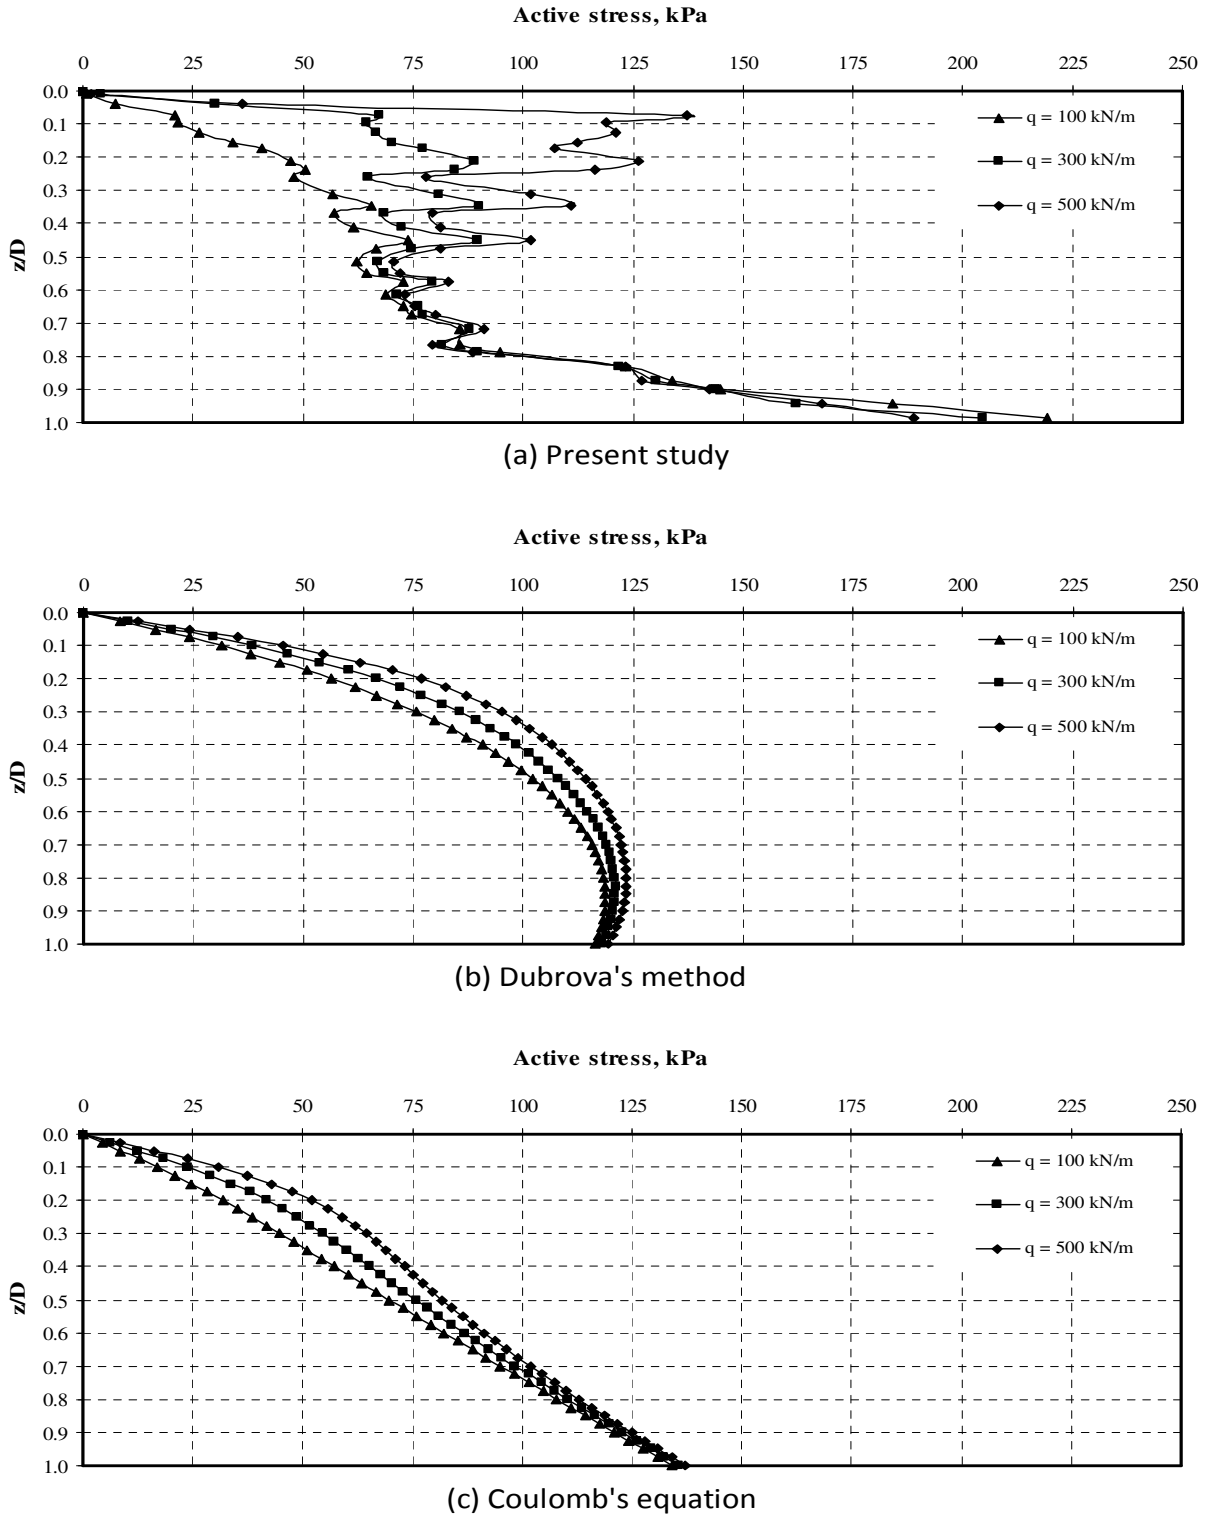 Active stress, kPa
0 25 50 75 100 125 150 175 200 225 250
0.0
0.1
0.2
0.3
0.4
0.5
0.6
0.7
0.8
0.9
1.0
z/D
q = 100 kN/m
q = 300 kN/m
q = 500 kN/m
(a) Present study
Active stress, kPa
0 25 50 75 100 125 150 175 200 225 250
0.0
0.1
0.2
0.3
0.4
0.5
0.6
0.7
0.8
0.9
1.0
z/D
q = 100 kN/m
q = 300 kN/m
q = 500 kN/m
(b) Dubrova's method
Active stress, kPa
0 25 50 75 100 125 150 175 200 225 250
0.0
0.1
0.2
0.3
0.4
0.5
0.6
0.7
0.8
0.9
1.0
z/D
q = 100 kN/m
q = 300 kN/m
q = 500 kN/m
(c) Coulomb's equation